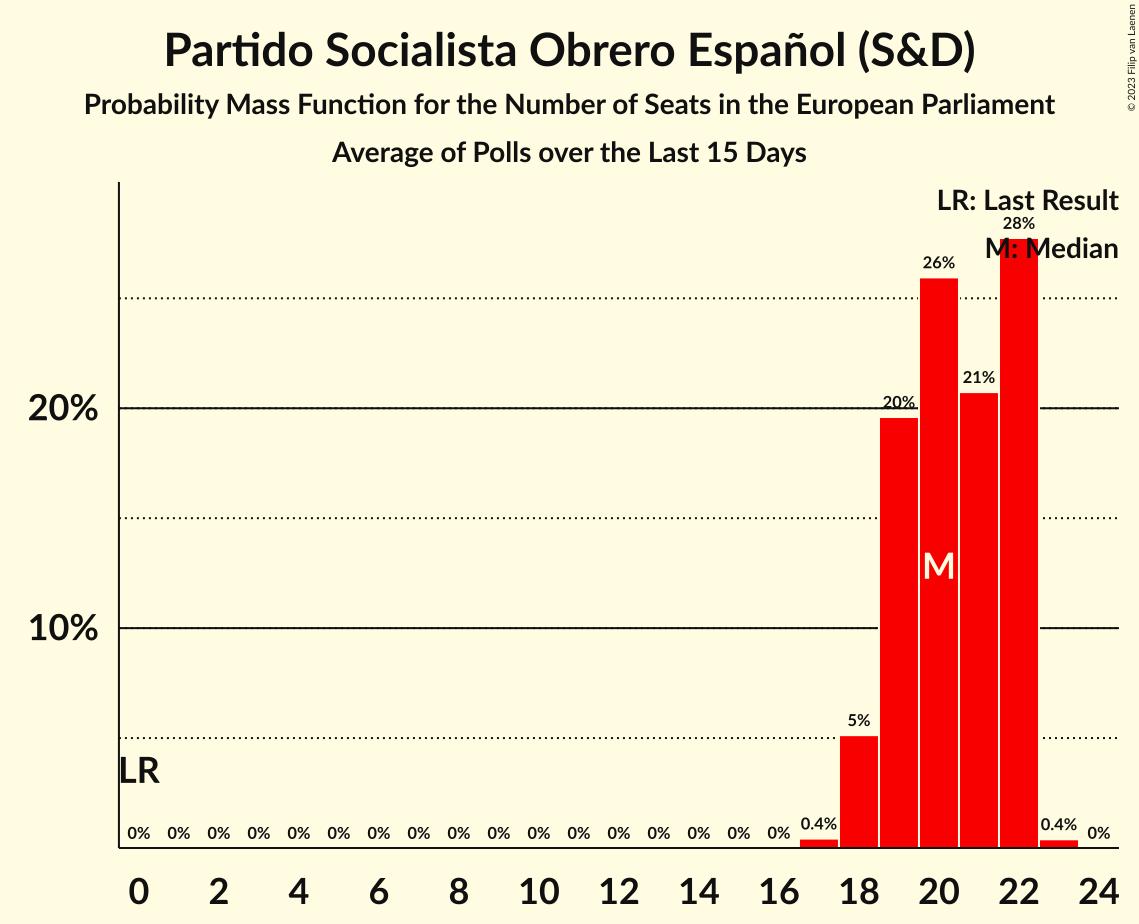 Partido Socialista Obrero Español (S&D)
Probability Mass Function for the Number of Seats in the European Parliament
Average of Polls over the Last 15 Days
© 2023 Filip van Laenen
LR: Last Result
M: Median
28%
26%
21%
20%
20%
M
10%
5%
LR
0% 0% 0% 0% 0% 0% 0% 0% 0% 0% 0% 0% 0% 0% 0% 0% 0% 0.4% 0.4% 0%
0 2 4 6 8 10 12 14 16 18 20 22 24